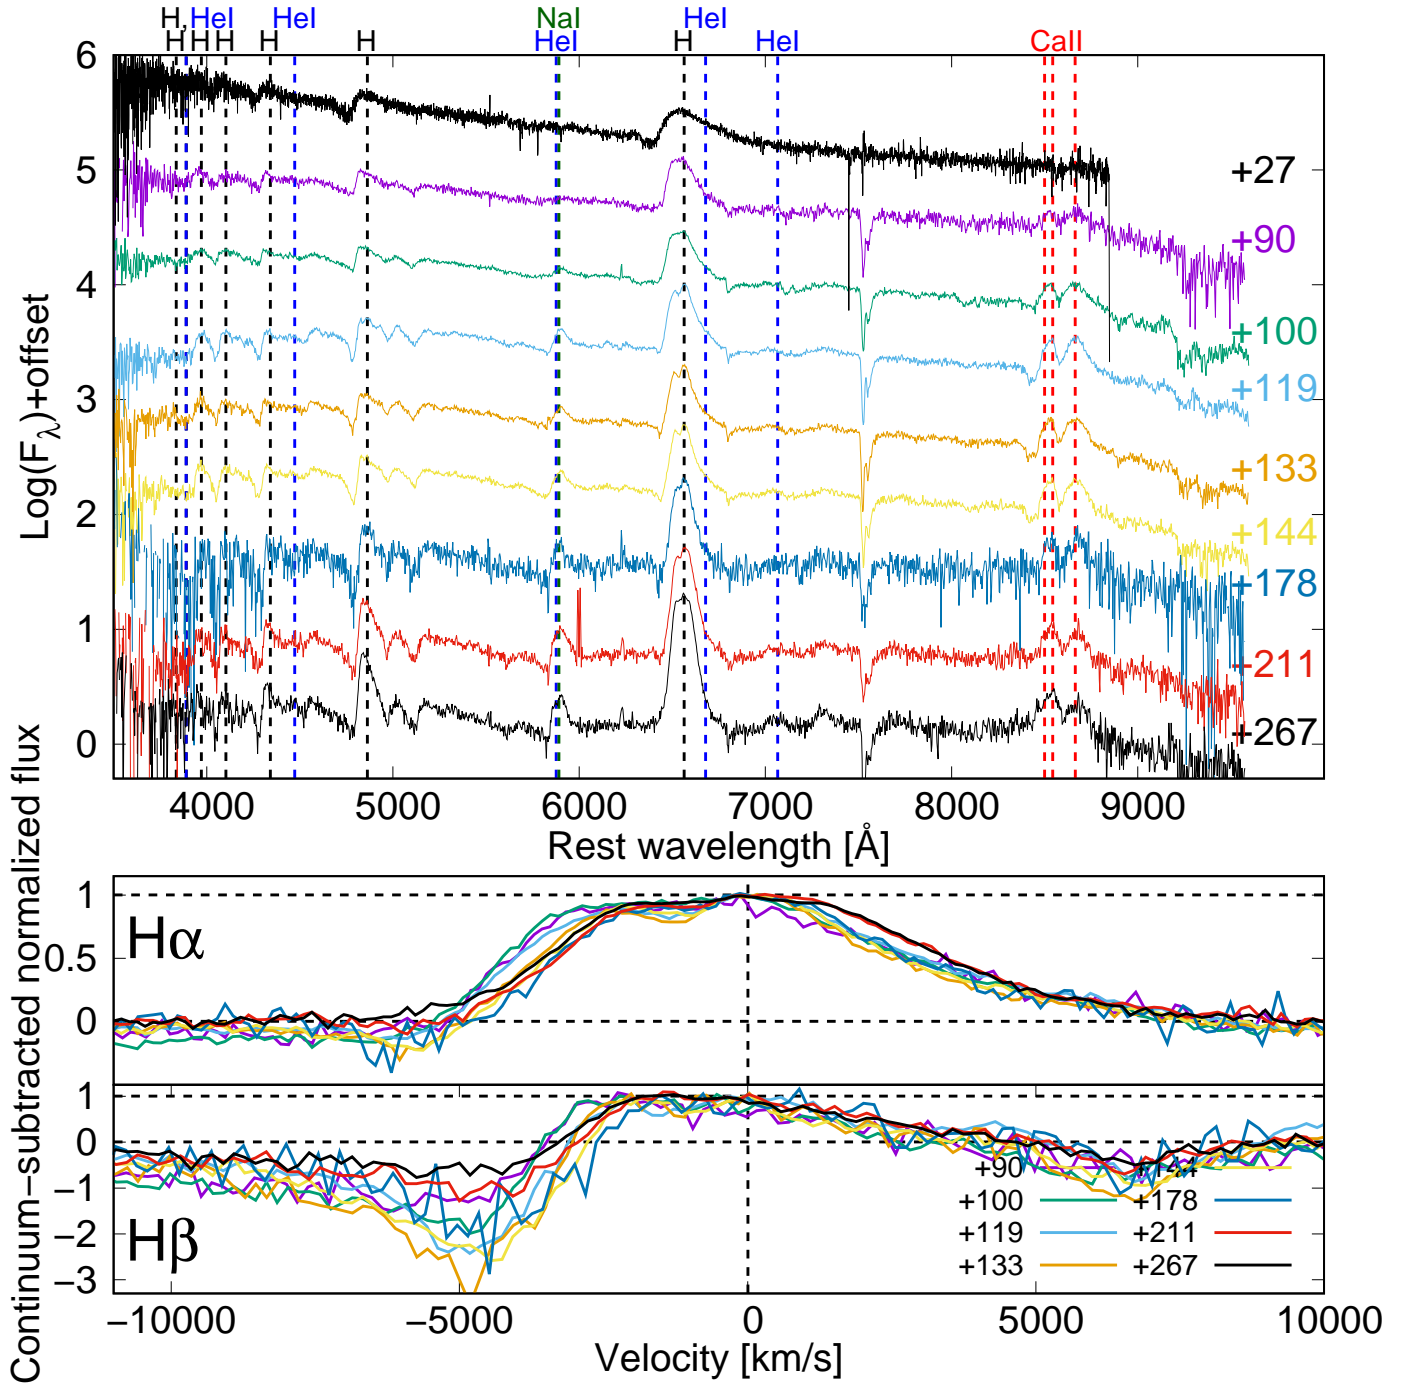 H, HeI HeI NaI HeI
H H H H H HeI H HeI CaII
6
5
4
3
2
1
0
Log(Fλ)+offset
+27
+90
+100
+119
+133
+144
+178
+211
+267
4000 5000 6000 7000 8000 9000
Rest wavelength [Å]
Continuum−subtracted normalized flux
1
0.5
0
Hα
1
0
−1
−2
−3
Hβ
+90 +144
+100 +178
+119 +211
+133 +267
−10000 −5000 0 5000 10000
Velocity [km/s]